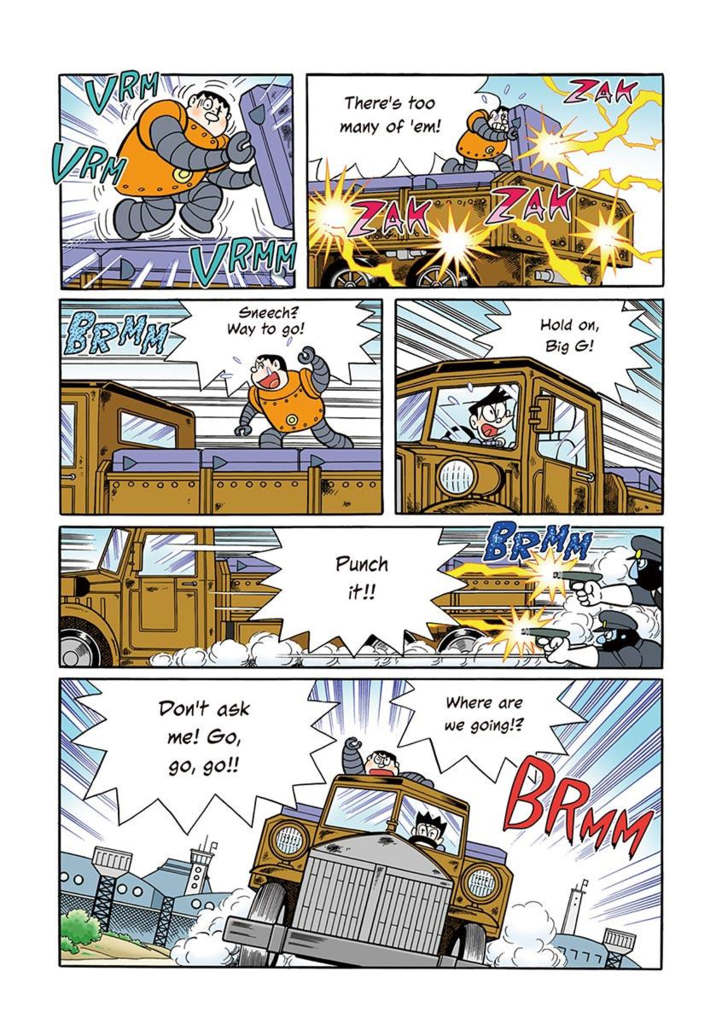 VRM
VRM
VRMM
There's too
many of 'em!
ZAK
ZAK
ZAK
BRMM
Sneech?
Way to go!
Hold on,
Big G!
Punch
it!!
BRMM
Don't ask
me! Go,
go, go!!
Where are
we going!?
BRMM